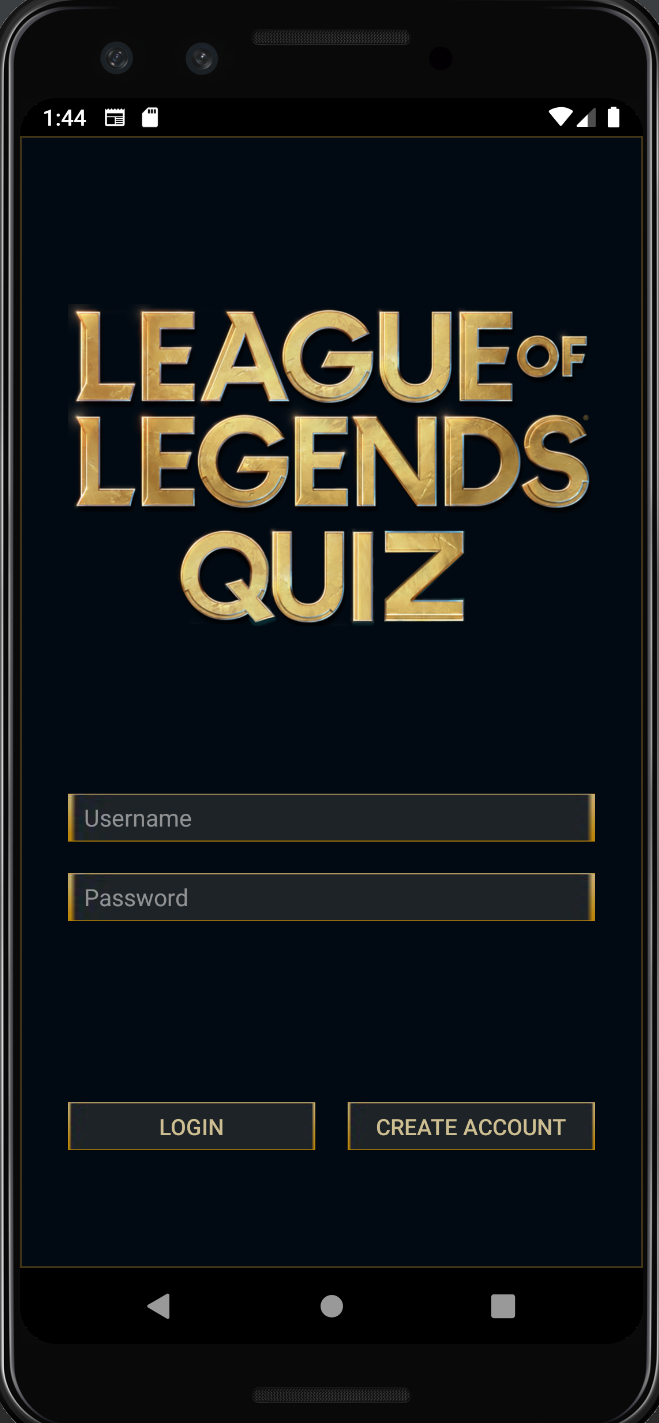 1:44
LEAGUE OF
LEGENDS
QUIZ
Username
Password
LOGIN
CREATE ACCOUNT